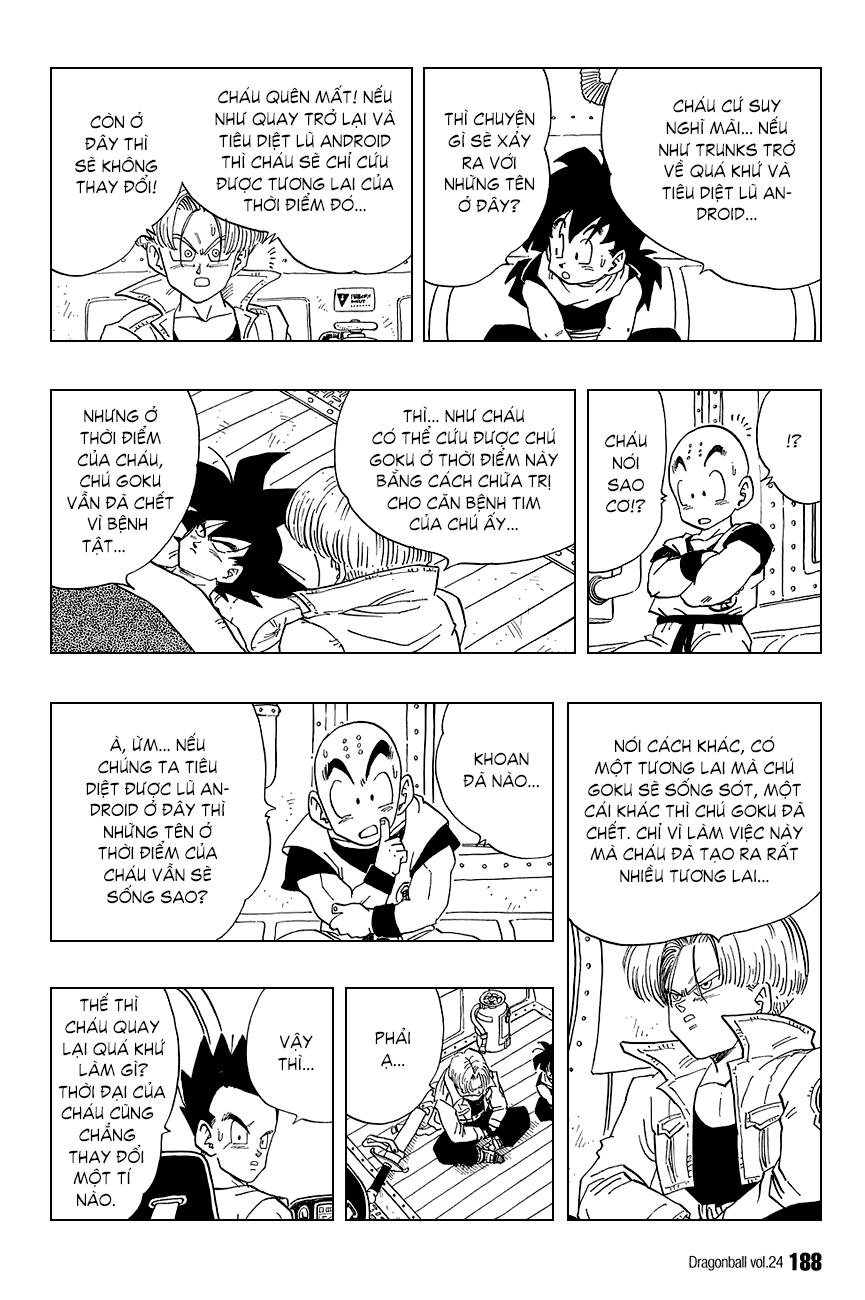 CHÁU CỨ SUY
NGHĨ MÃI... NẾU
NHƯ TRUNKS TRỞ
VỀ QUÁ KHỨ VÀ
TIÊU DIỆT LŨ AN-
DROID...
THÌ CHUYỆN
GÌ SẼ XẢY
RA VỚI
NHỮNG TÊN
Ở ĐÂY?
CHÁU QUÊN MẤT! NẾU
NHƯ QUAY TRỞ LẠI VÀ
TIÊU DIỆT LŨ ANDROID
THÌ CHÁU SẼ CHỈ CỨU
ĐƯỢC TƯƠNG LAI CỦA
THỜI ĐIỂM ĐÓ...
CÒN Ở
ĐÂY THÌ
SẼ KHÔNG
THAY ĐỔI!
!?
CHÁU
NÓI
SAO
CƠ!?
THÌ... NHƯ CHÁU
CÓ THỂ CỨU ĐƯỢC CHÚ
GOKU Ở THỜI ĐIỂM NÀY
BẰNG CÁCH CHỮA TRỊ
CHO CĂN BỆNH TIM
CỦA CHÚ ẤY...
NHƯNG Ở
THỜI ĐIỂM
CỦA CHÁU,
CHÚ GOKU
VẪN ĐÃ CHẾT
VÌ BỆNH
TẬT...
NÓI CÁCH KHÁC, CÓ
MỘT TƯƠNG LAI MÀ CHÚ
GOKU SẼ SỐNG SÓT, MỘT
CÁI KHÁC THÌ CHÚ GOKU ĐÃ
CHẾT. CHỈ VÌ LÀM VIỆC NÀY
MÀ CHÁU ĐÃ TẠO RA RẤT
NHIỀU TƯƠNG LAI...
KHOAN
ĐÃ NÀO...
À, ỪM... NẾU
CHÚNG TA TIÊU
DIỆT ĐƯỢC LŨ AN-
DROID Ở ĐÂY THÌ
NHỮNG TÊN Ở
THỜI ĐIỂM CỦA
CHÁU VẪN SẼ
SỐNG SAO?
PHẢI
Ạ...
VẬY
THÌ...
THẾ THÌ
CHÁU QUAY
LẠI QUÁ KHỨ
LÀM GÌ?
THỜI ĐẠI CỦA
CHÁU CŨNG
CHẲNG
THAY ĐỔI
MỘT TÍ
NÀO.
Dragonball vol.24 188